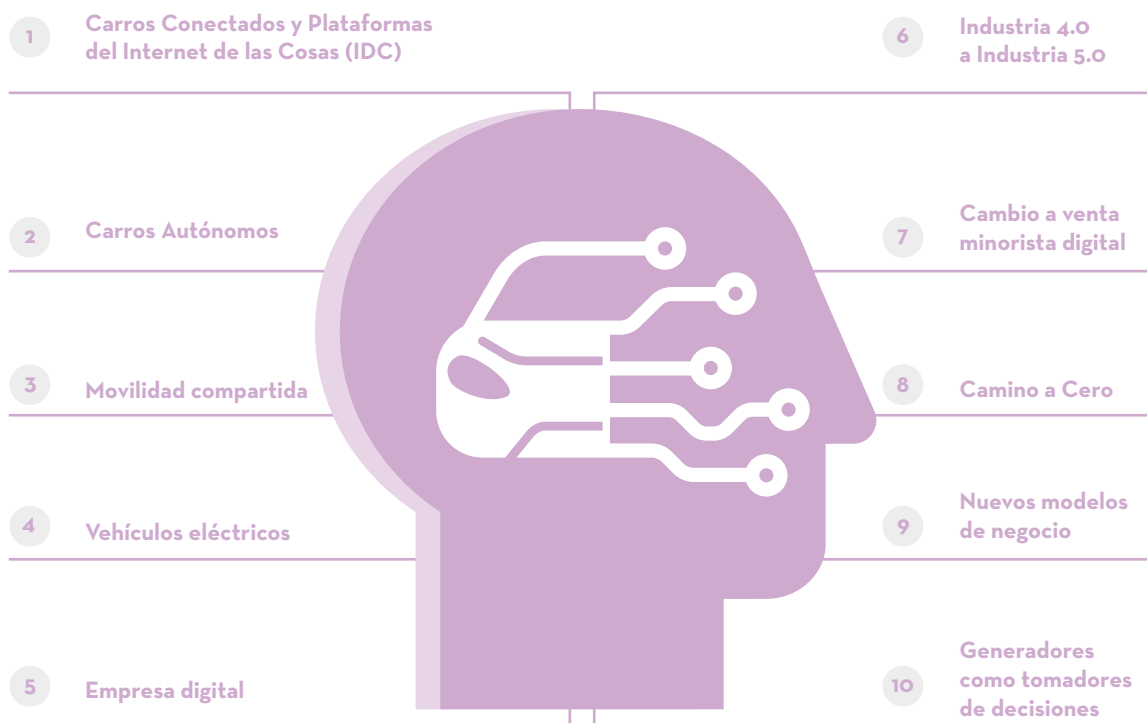 1
Carros Conectados y Plataformas
del Internet de las Cosas (IDC)
2
Carros Autónomos
3
Movilidad compartida
4
Vehículos eléctricos
5
Empresa digital
6
Industria 4.0
a Industria 5.0
7
Cambio a venta
minorista digital
8
Camino a Cero
9
Nuevos modelos
de negocio
10
Generadores
como tomadores
de decisiones